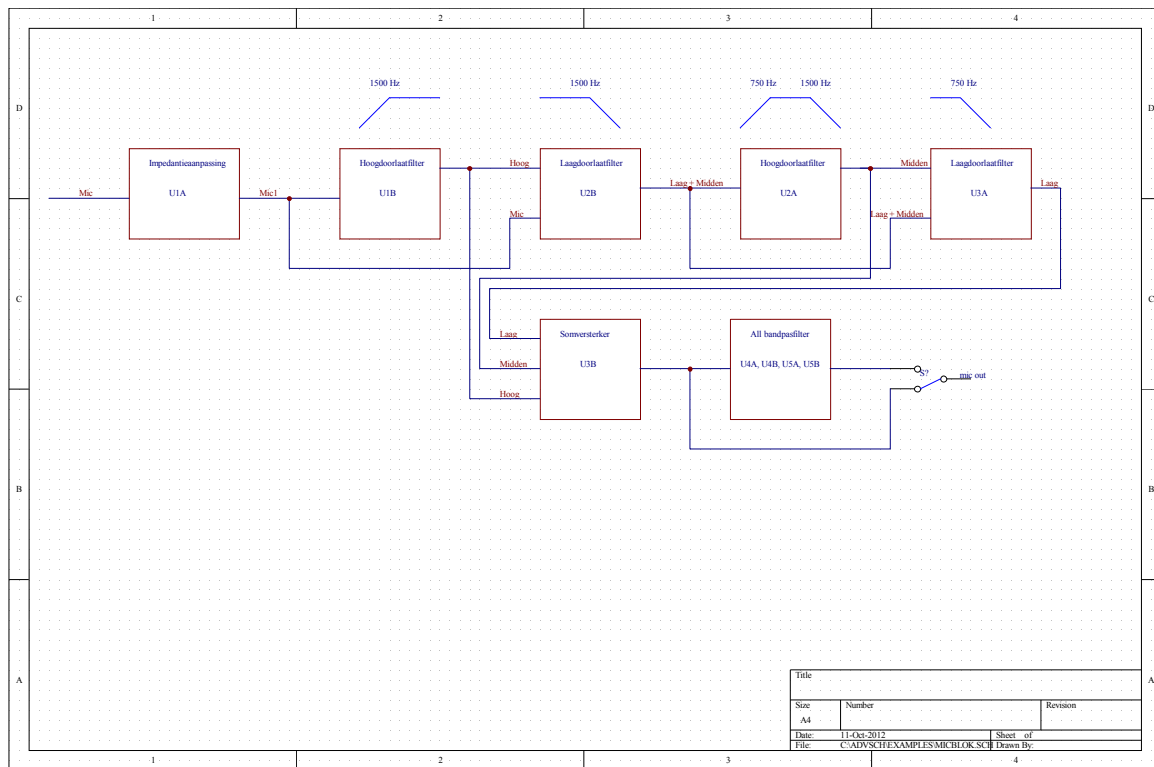 1 2 3 4
1500 Hz 1500 Hz 750 Hz 1500 Hz 750 Hz
D D
Impedantieaanpassing Hoogdoorlaatfilter Hoog Laagdoorlaatfilter Hoogdoorlaatfilter Midden Laagdoorlaatfilter
Mic U1A Mic1 U1B U2B Laag + Midden U2A U3A Laag
Mic Laag + Midden
C C
Laag Somversterker All bandpasfilter
Midden U3B U4A, U4B, U5A, U5B
S? mic out
Hoog
B B
A A
Title
Size Number Revision
A4
Date: 11-Oct-2012 Sheet of
File: C:\ADVSCH\EXAMPLES\MICBLOK.SCH Drawn By:
1 2 3 4